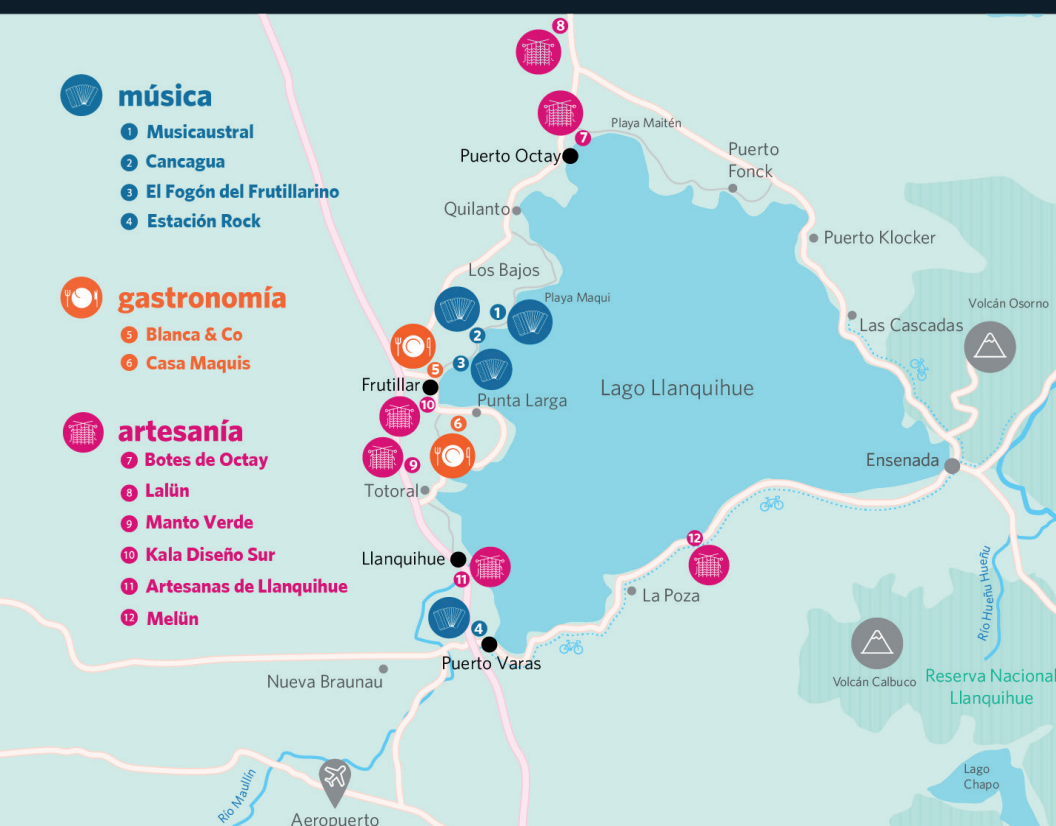 música
1 Musicaustral
2 Cancagua
3 El Fogón del Frutillarino
4 Estación Rock
gastronomía
5 Blanca & Co
6 Casa Maquis
artesanía
7 Botes de Octay
8 Lalün
9 Manto Verde
10 Kala Diseño Sur
11 Artesanas de Llanquihue
12 Melün
8
7
Playa Maitén
Puerto Octay
Puerto
Fonck
Quilanto
Puerto Klocker
Los Bajos
Playa Maqui
1
2
3
Volcán Osorno
Las Cascadas
5
Frutillar
10
Punta Larga
Lago Llanquihue
6
9
Ensenada
Totoral
12
Llanquihue
11
La Poza
4
Puerto Varas
Nueva Braunau
Río Hueñu Hueñu
Volcán Calbuco
Reserva Nacional
Llanquihue
Lago
Chapo
Río Maullín
Aeropuerto